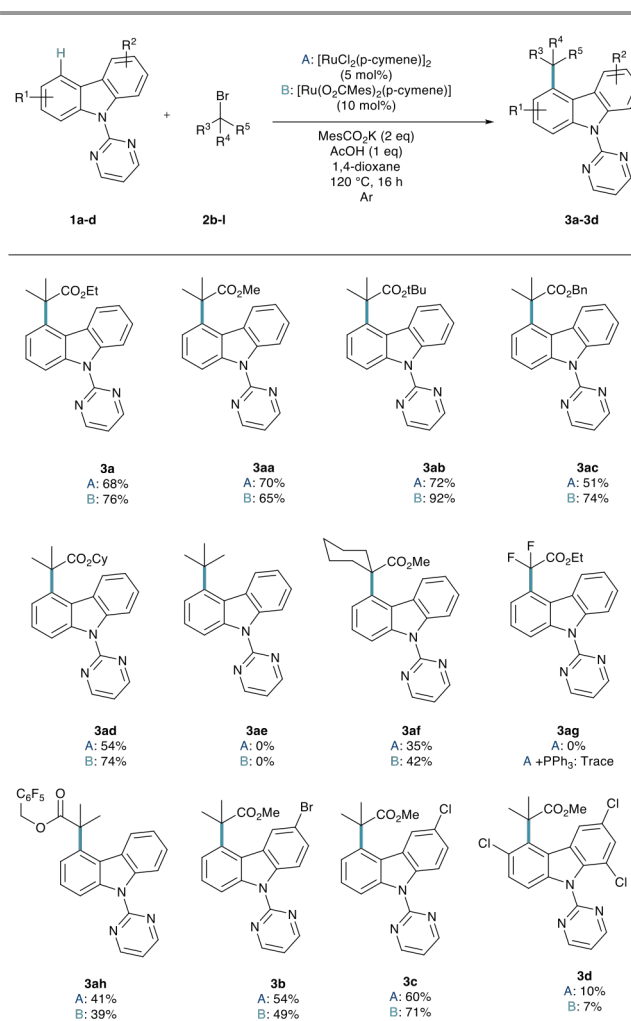 H
R²
R¹
N
N
N
1a-d
+
Br
R³
R⁴
R⁵
2b-l
A: [RuCl₂(p-cymene)]₂
(5 mol%)
B: [Ru(O₂CMes)₂(p-cymene)]
(10 mol%)
MesCO₂K (2 eq)
AcOH (1 eq)
1,4-dioxane
120 °C, 16 h
Ar
R⁴
R³
R⁵
R²
R¹
N
N
N
3a-3d
CO₂Et
N
N
N
3a
A: 68%
B: 76%
CO₂Me
N
N
N
3aa
A: 70%
B: 65%
CO₂tBu
N
N
N
3ab
A: 72%
B: 92%
CO₂Bn
N
N
N
3ac
A: 51%
B: 74%
CO₂Cy
N
N
N
3ad
A: 54%
B: 74%
N
N
N
3ae
A: 0%
B: 0%
CO₂Me
N
N
N
3af
A: 35%
B: 42%
F
F
CO₂Et
N
N
N
3ag
A: 0%
A +PPh₃: Trace
C₆F₅
O
O
N
N
N
3ah
A: 41%
B: 39%
CO₂Me
Br
N
N
N
3b
A: 54%
B: 49%
CO₂Me
Cl
N
N
N
3c
A: 60%
B: 71%
CO₂Me
Cl
Cl
Cl
N
N
N
3d
A: 10%
B: 7%